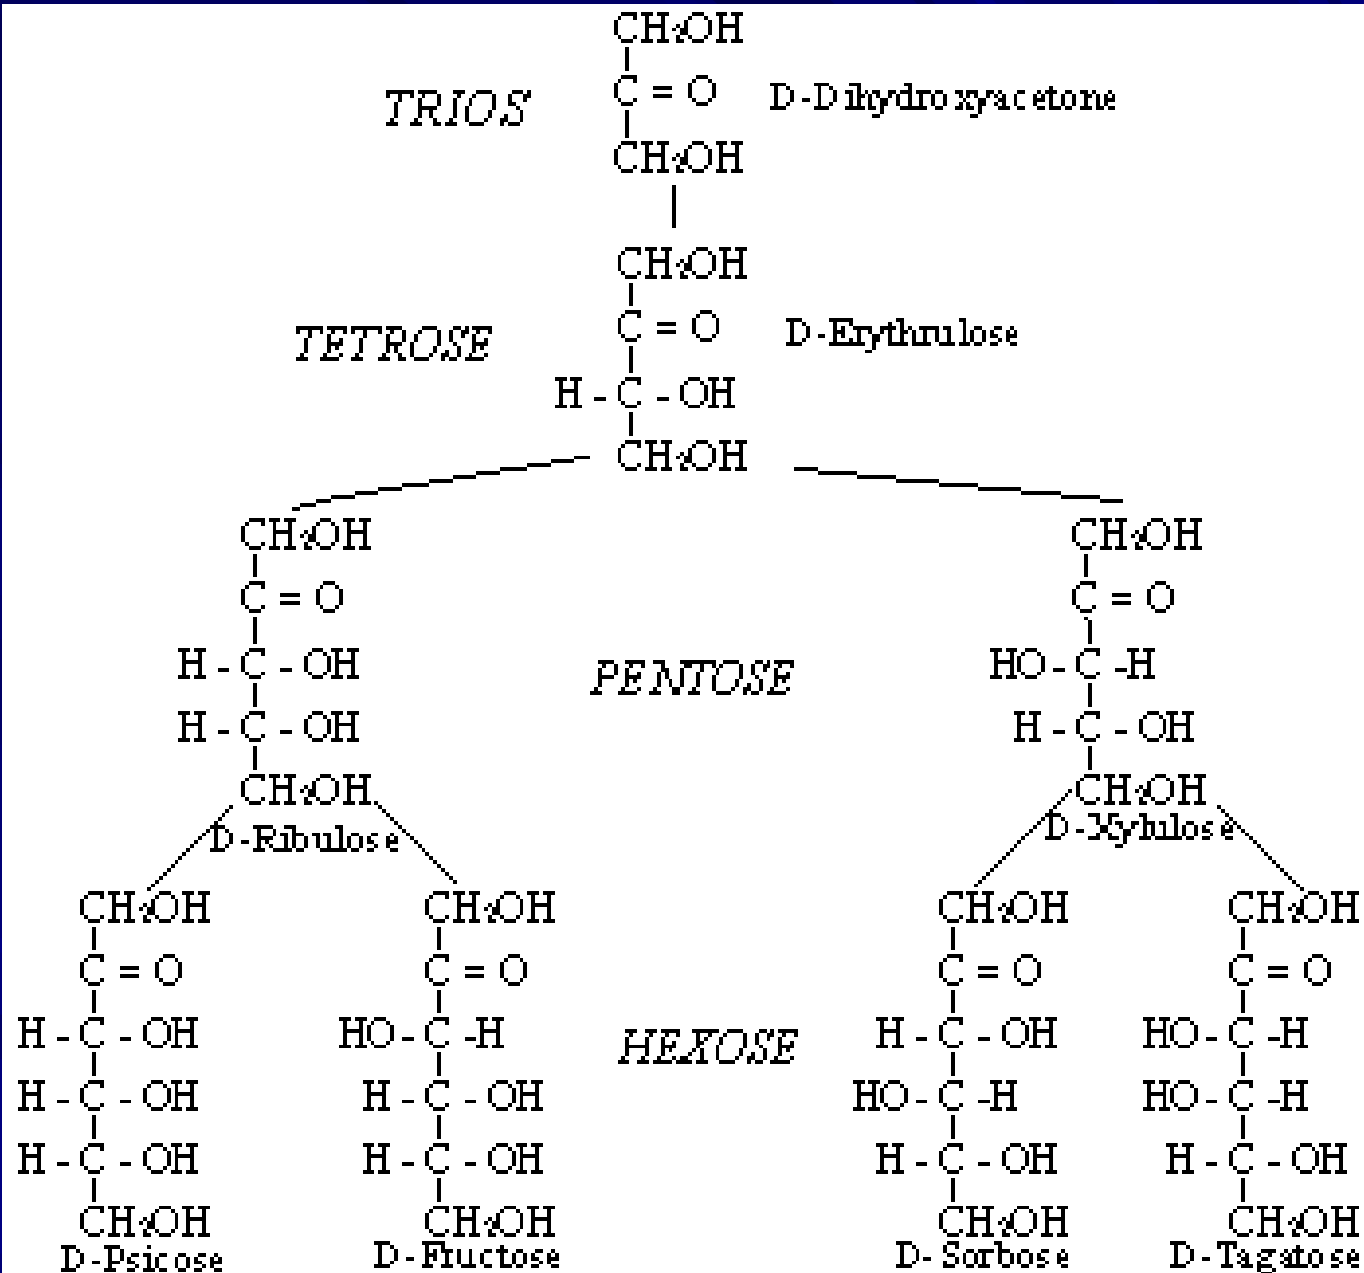 CH₂OH
TRIOS C = O D-Dihydroxyacetone
CH₂OH
CH₂OH
TETROSE C = O D-Erythrulose
H - C - OH
CH₂OH
CH₂OH CH₂OH
C = O C = O
H - C - OH PENTOSE HO - C - H
H - C - OH H - C - OH
CH₂OH CH₂OH
D-Ribulose D-Xylulose
CH₂OH CH₂OH CH₂OH CH₂OH
C = O C = O C = O C = O
H - C - OH HO - C - H HEXOSE H - C - OH HO - C - H
H - C - OH H - C - OH HO - C - H HO - C - H
H - C - OH H - C - OH H - C - OH H - C - OH
CH₂OH CH₂OH CH₂OH CH₂OH
D-Psicose D-Fructose D-Sorbose D-Tagatose